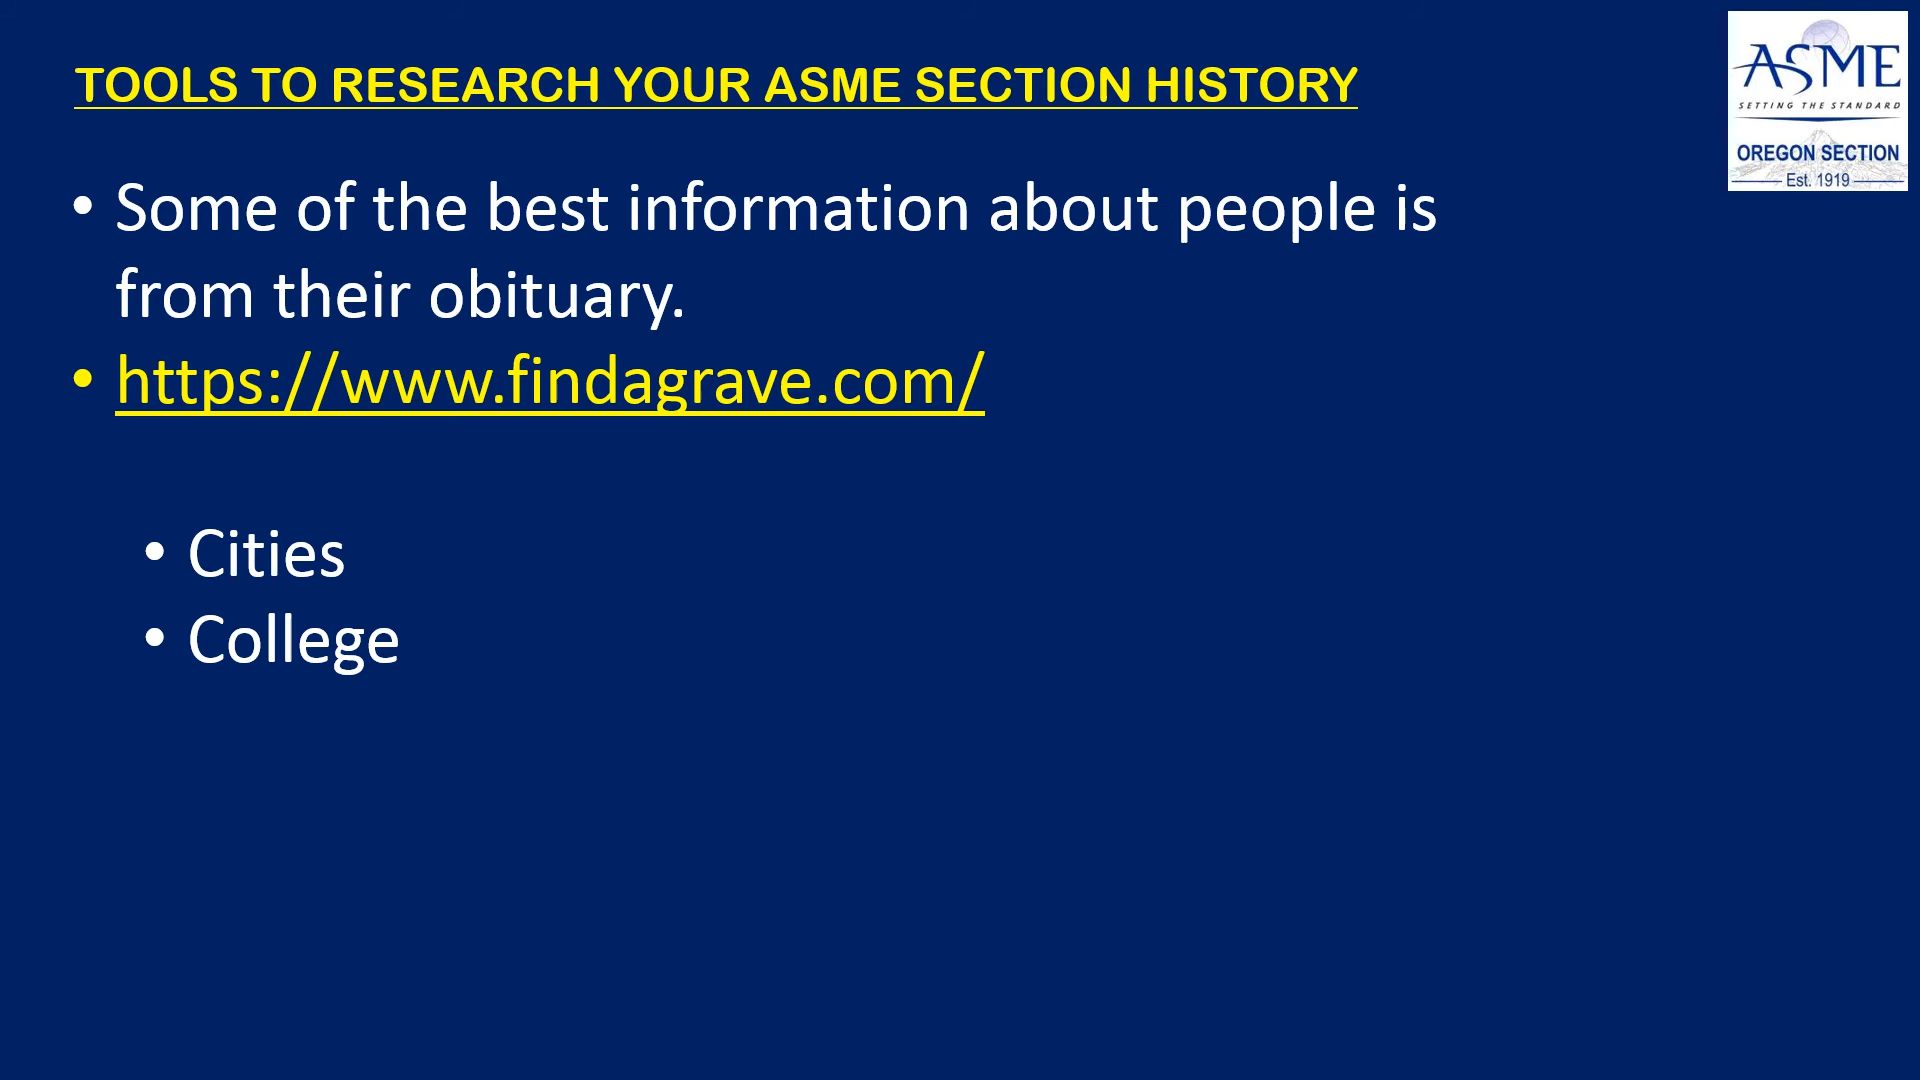 TOOLS TO RESEARCH YOUR ASME SECTION HISTORY
ASME
SETTING THE STANDARD
OREGON SECTION
Est. 1919
• Some of the best information about people is
from their obituary.
• https://www.findagrave.com/
• Cities
• College